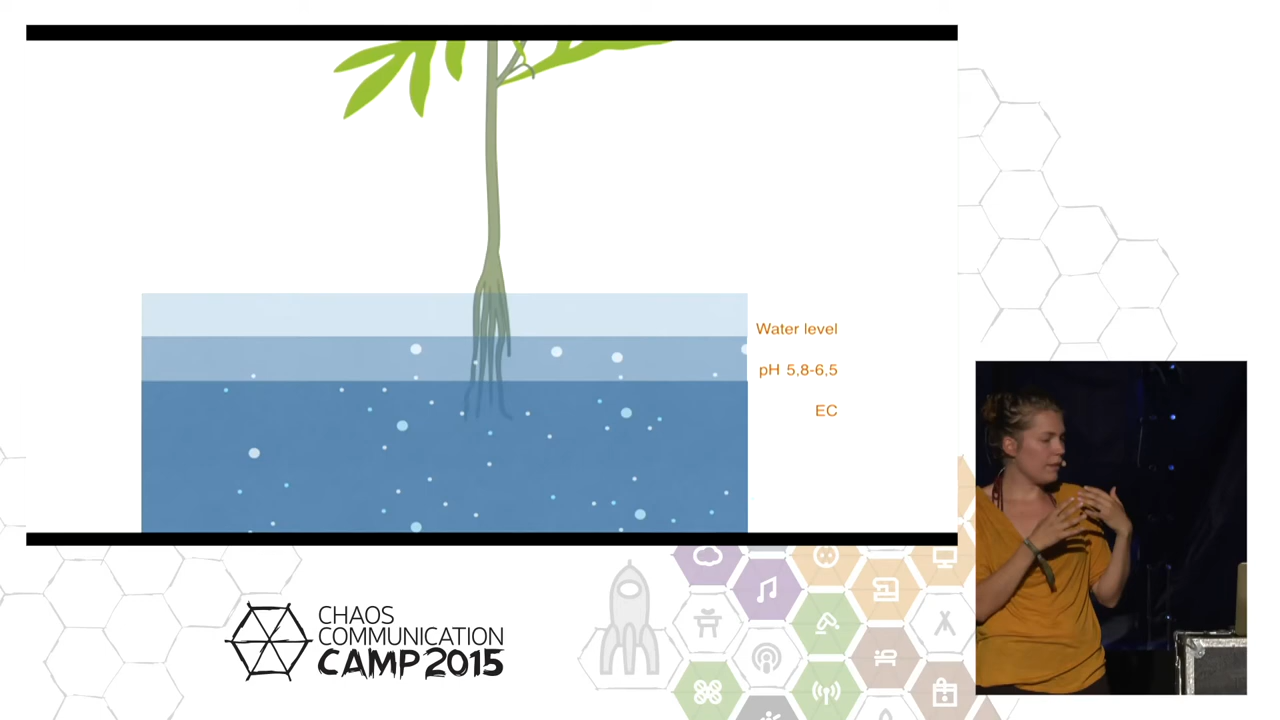 Water level
pH 5,8-6,5
EC
CHAOS
COMMUNICATION
CAMP 2015